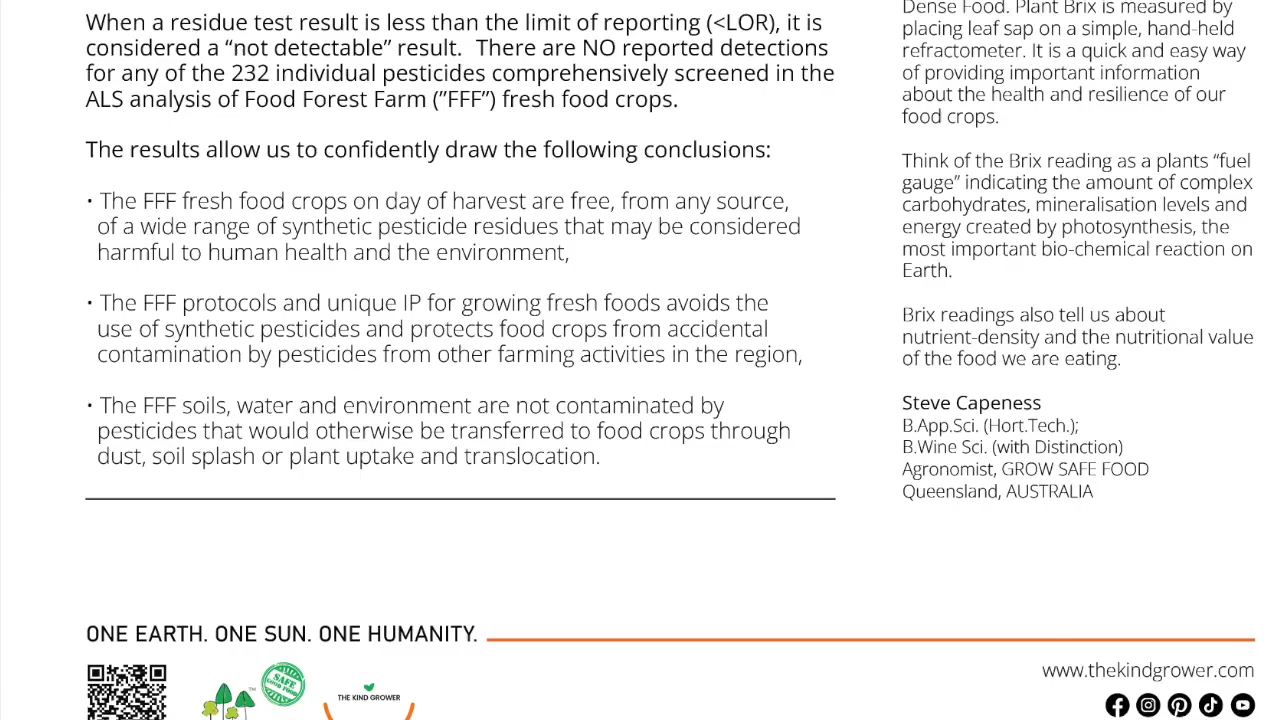 When a residue test result is less than the limit of reporting (<LOR), it is
considered a “not detectable” result.  There are NO reported detections
for any of the 232 individual pesticides comprehensively screened in the
ALS analysis of Food Forest Farm (”FFF”) fresh food crops.
The results allow us to confidently draw the following conclusions:
• The FFF fresh food crops on day of harvest are free, from any source,
of a wide range of synthetic pesticide residues that may be considered
harmful to human health and the environment,
• The FFF protocols and unique IP for growing fresh foods avoids the
use of synthetic pesticides and protects food crops from accidental
contamination by pesticides from other farming activities in the region,
• The FFF soils, water and environment are not contaminated by
pesticides that would otherwise be transferred to food crops through
dust, soil splash or plant uptake and translocation.
Dense Food. Plant Brix is measured by
placing leaf sap on a simple, hand-held
refractometer. It is a quick and easy way
of providing important information
about the health and resilience of our
food crops.
Think of the Brix reading as a plants “fuel
gauge” indicating the amount of complex
carbohydrates, mineralisation levels and
energy created by photosynthesis, the
most important bio-chemical reaction on
Earth.
Brix readings also tell us about
nutrient-density and the nutritional value
of the food we are eating.
Steve Capeness
B.App.Sci. (Hort.Tech.);
B.Wine Sci. (with Distinction)
Agronomist, GROW SAFE FOOD
Queensland, AUSTRALIA
ONE EARTH. ONE SUN. ONE HUMANITY.
www.thekindgrower.com
TM
SAFE
GOOD FOOD
THE KIND GROWER